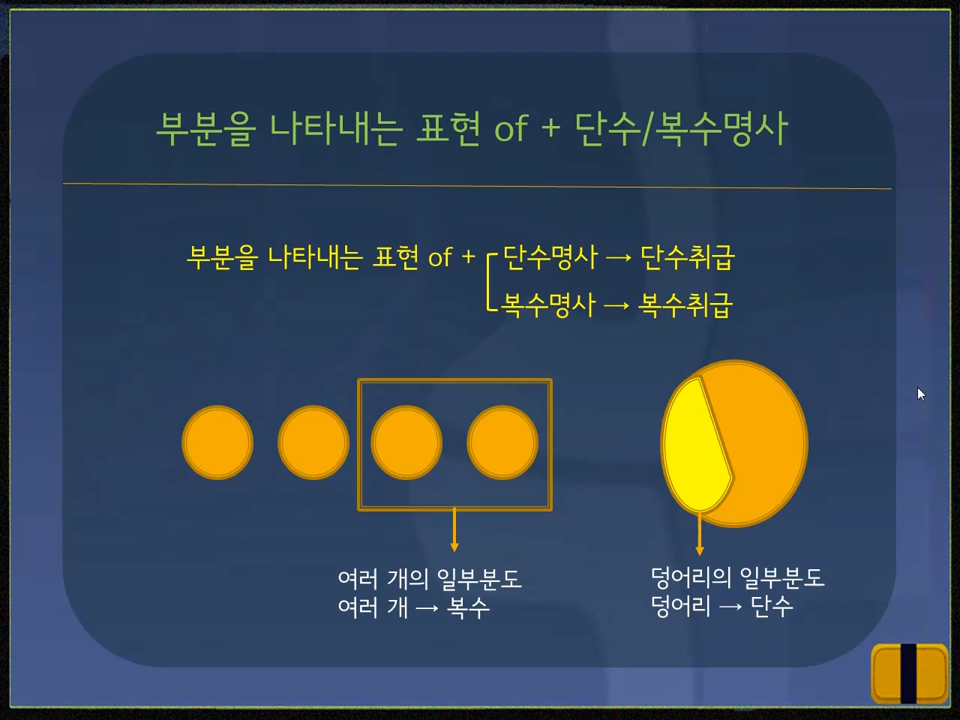 부분을 나타내는 표현 of + 단수/복수명사
부분을 나타내는 표현 of + 단수명사 → 단수취급
복수명사 → 복수취급
여러 개의 일부분도
여러 개 → 복수
덩어리의 일부분도
덩어리 → 단수